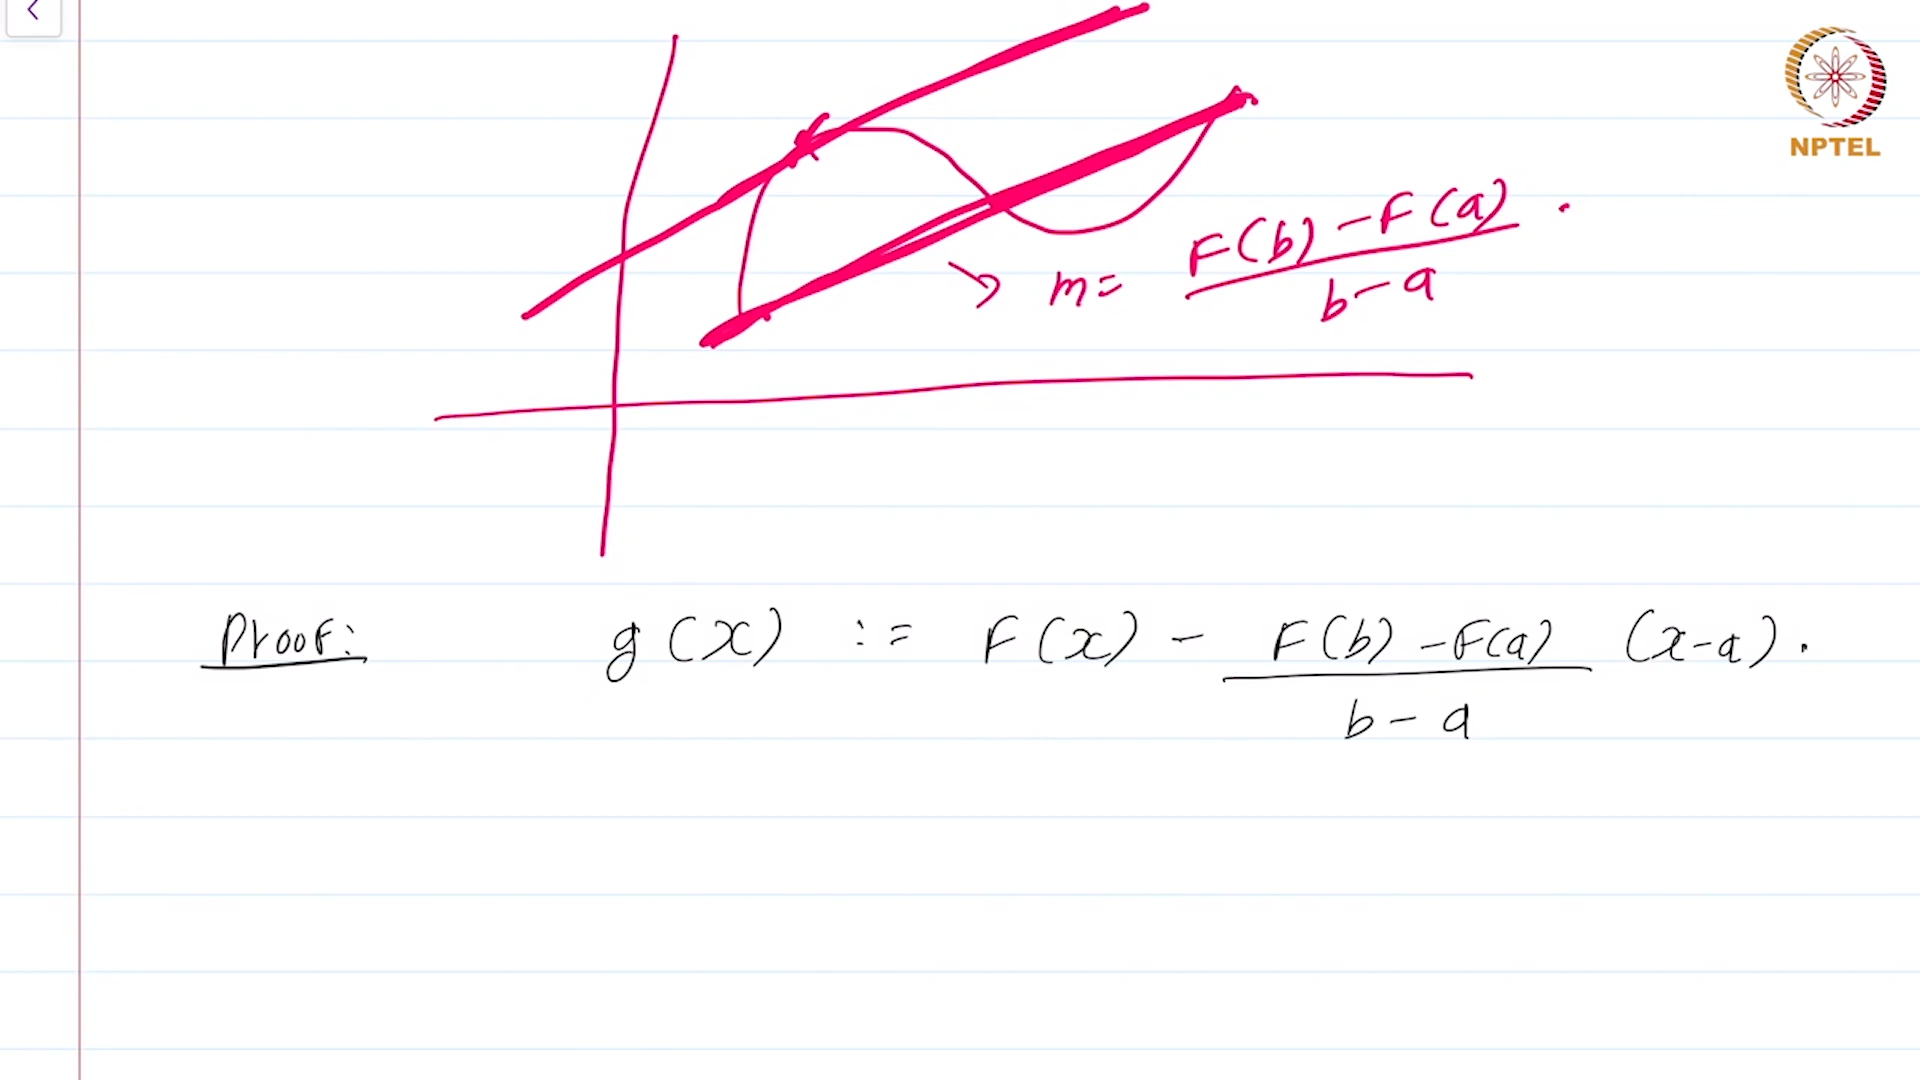 NPTEL
m = F(b) - F(a) / b - a .
Proof: g(x) := F(x) - F(b) - F(a) / b - a (x-a).